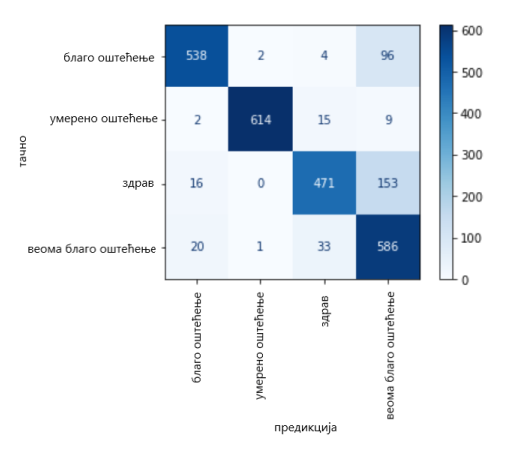 благо оштећење 538 2 4 96
умерено оштећење 2 614 15 9
здрав 16 0 471 153
веома благо оштећење 20 1 33 586
тачно
благо оштећење
умерено оштећење
здрав
веома благо оштећење
предикција
600
500
400
300
200
100
0